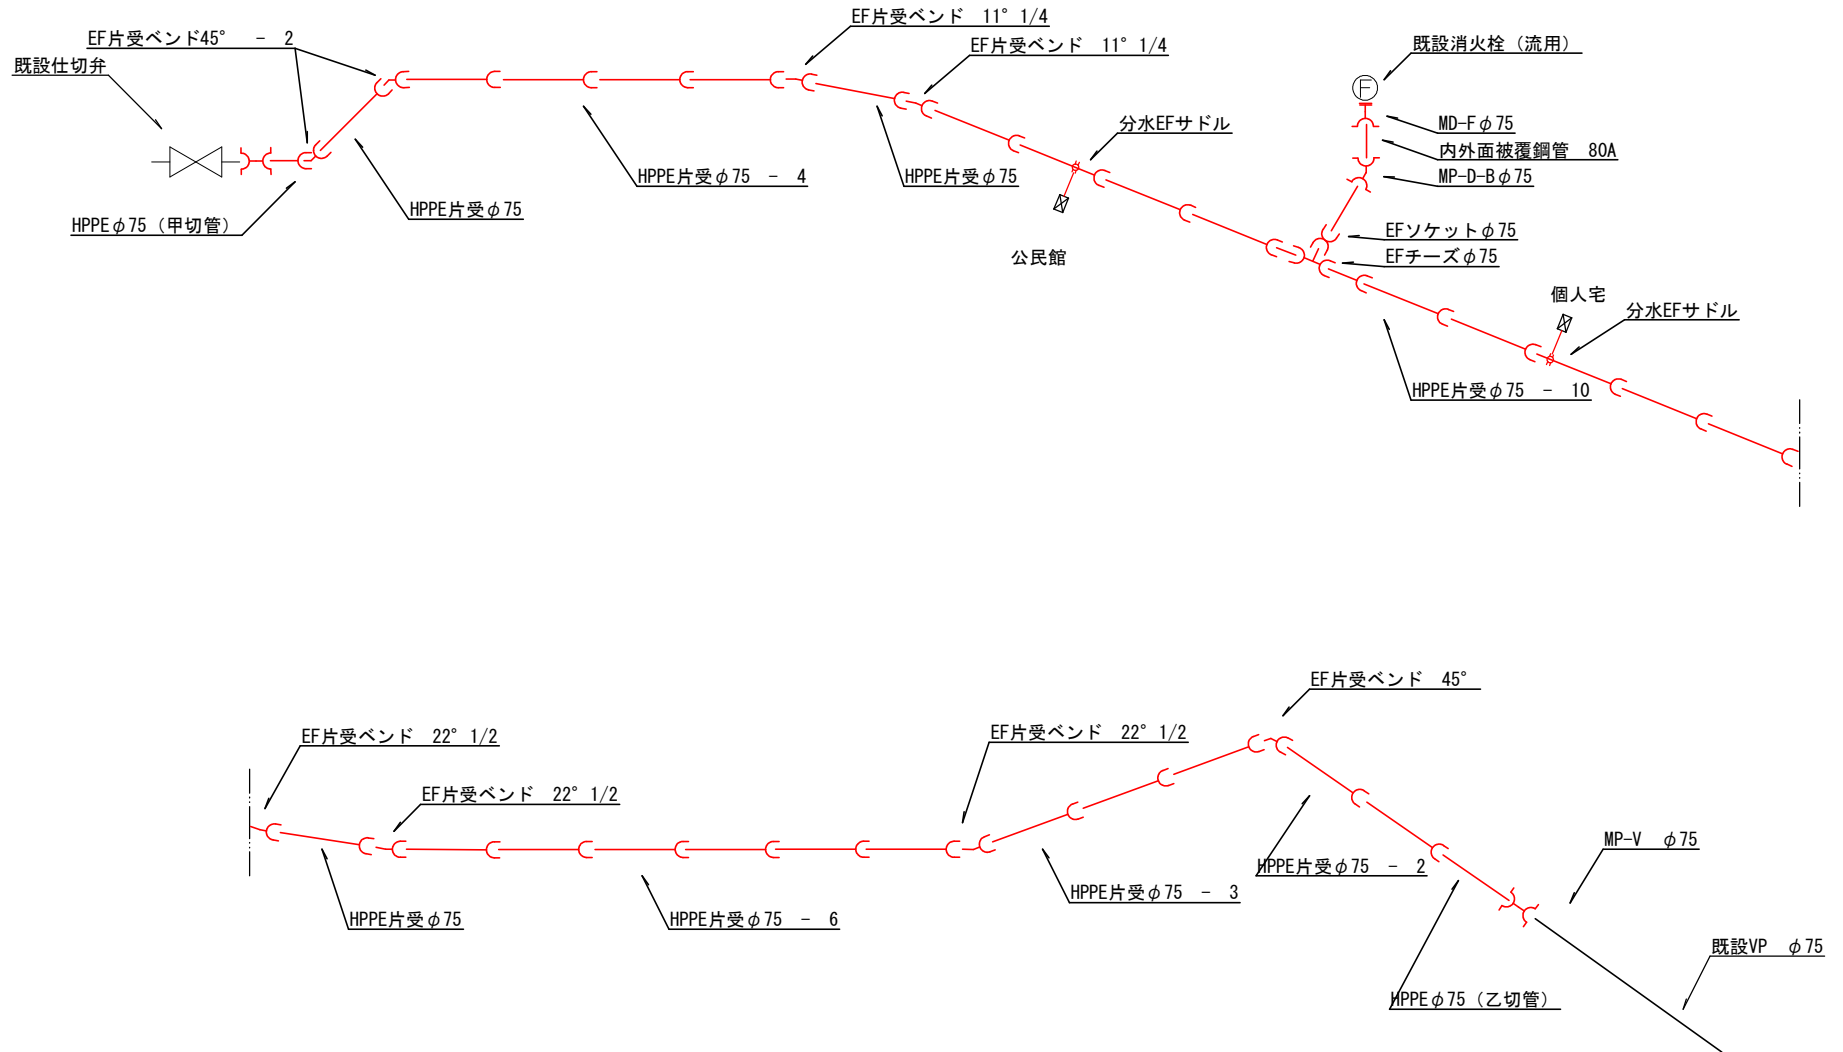 EF片受ベンド 11° 1/4
EF片受ベンド45° － 2
EF片受ベンド 11° 1/4
既設消火栓（流用）
既設仕切弁
F
分水EFサドル
MD-Fφ75
内外面被覆鋼管 80A
HPPE片受φ75 － 4
HPPE片受φ75
MP-D-Bφ75
HPPE片受φ75
HPPEφ75（甲切管）
EFソケットφ75
公民館
EFチーズφ75
個人宅
分水EFサドル
HPPE片受φ75 － 10
EF片受ベンド 45°
EF片受ベンド 22° 1/2
EF片受ベンド 22° 1/2
EF片受ベンド 22° 1/2
MP-V φ75
HPPE片受φ75 － 2
HPPE片受φ75 － 3
HPPE片受φ75
HPPE片受φ75 － 6
既設VP φ75
HPPEφ75（乙切管）